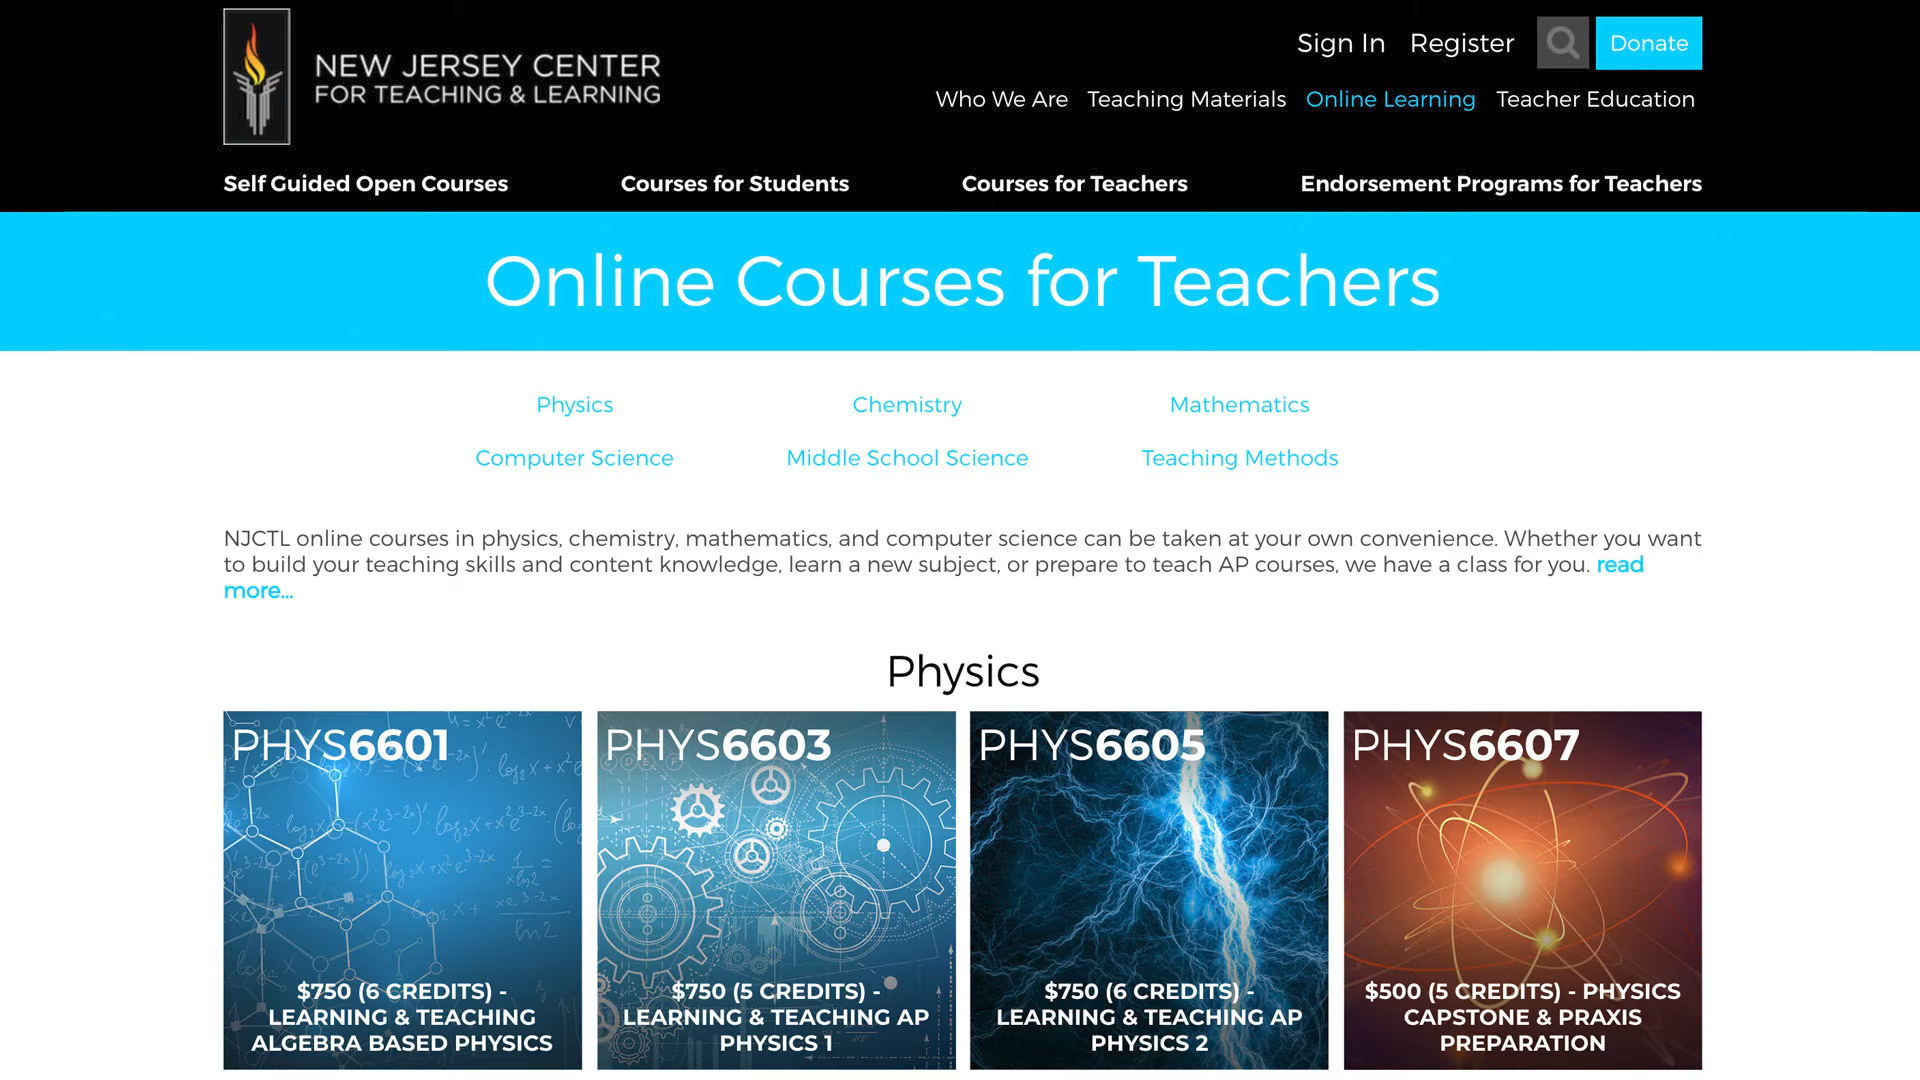 NEW JERSEY CENTER
FOR TEACHING & LEARNING
Sign In Register Donate
Who We Are Teaching Materials Online Learning Teacher Education
Self Guided Open Courses Courses for Students Courses for Teachers Endorsement Programs for Teachers
Online Courses for Teachers
Physics Chemistry Mathematics
Computer Science Middle School Science Teaching Methods
NJCTL online courses in physics, chemistry, mathematics, and computer science can be taken at your own convenience. Whether you want
to build your teaching skills and content knowledge, learn a new subject, or prepare to teach AP courses, we have a class for you. read
more...
Physics
PHYS6601
$750 (6 CREDITS) -
LEARNING & TEACHING
ALGEBRA BASED PHYSICS
PHYS6603
$750 (5 CREDITS) -
LEARNING & TEACHING AP
PHYSICS 1
PHYS6605
$750 (6 CREDITS) -
LEARNING & TEACHING AP
PHYSICS 2
PHYS6607
$500 (5 CREDITS) - PHYSICS
CAPSTONE & PRAXIS
PREPARATION